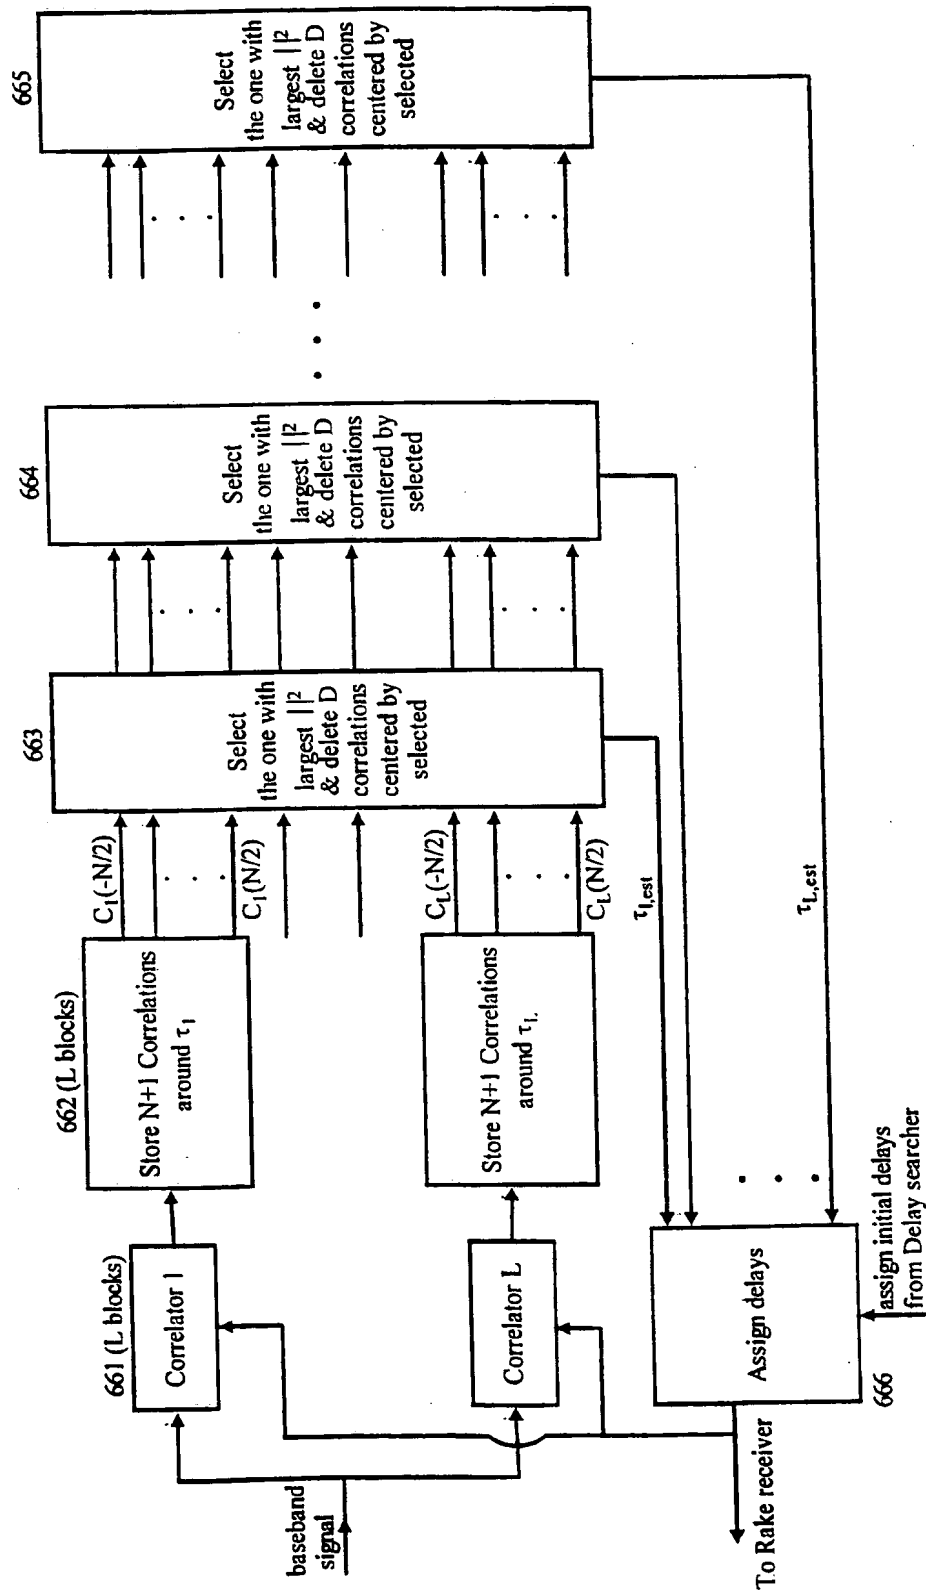 baseband
signal
661 (L blocks)
Correlator 1
Correlator L
662 (L blocks)
Store N+1 Correlations
around τ1
Store N+1 Correlations
around τL
C1(-N/2)
C1(N/2)
CL(-N/2)
CL(N/2)
663
Select
the one with
largest ||²
& delete D
correlations
centered by
selected
664
Select
the one with
largest ||²
& delete D
correlations
centered by
selected
665
Select
the one with
largest ||²
& delete D
correlations
centered by
selected
τ1,est
τL,est
Assign delays
666
assign initial delays
from Delay searcher
To Rake receiver